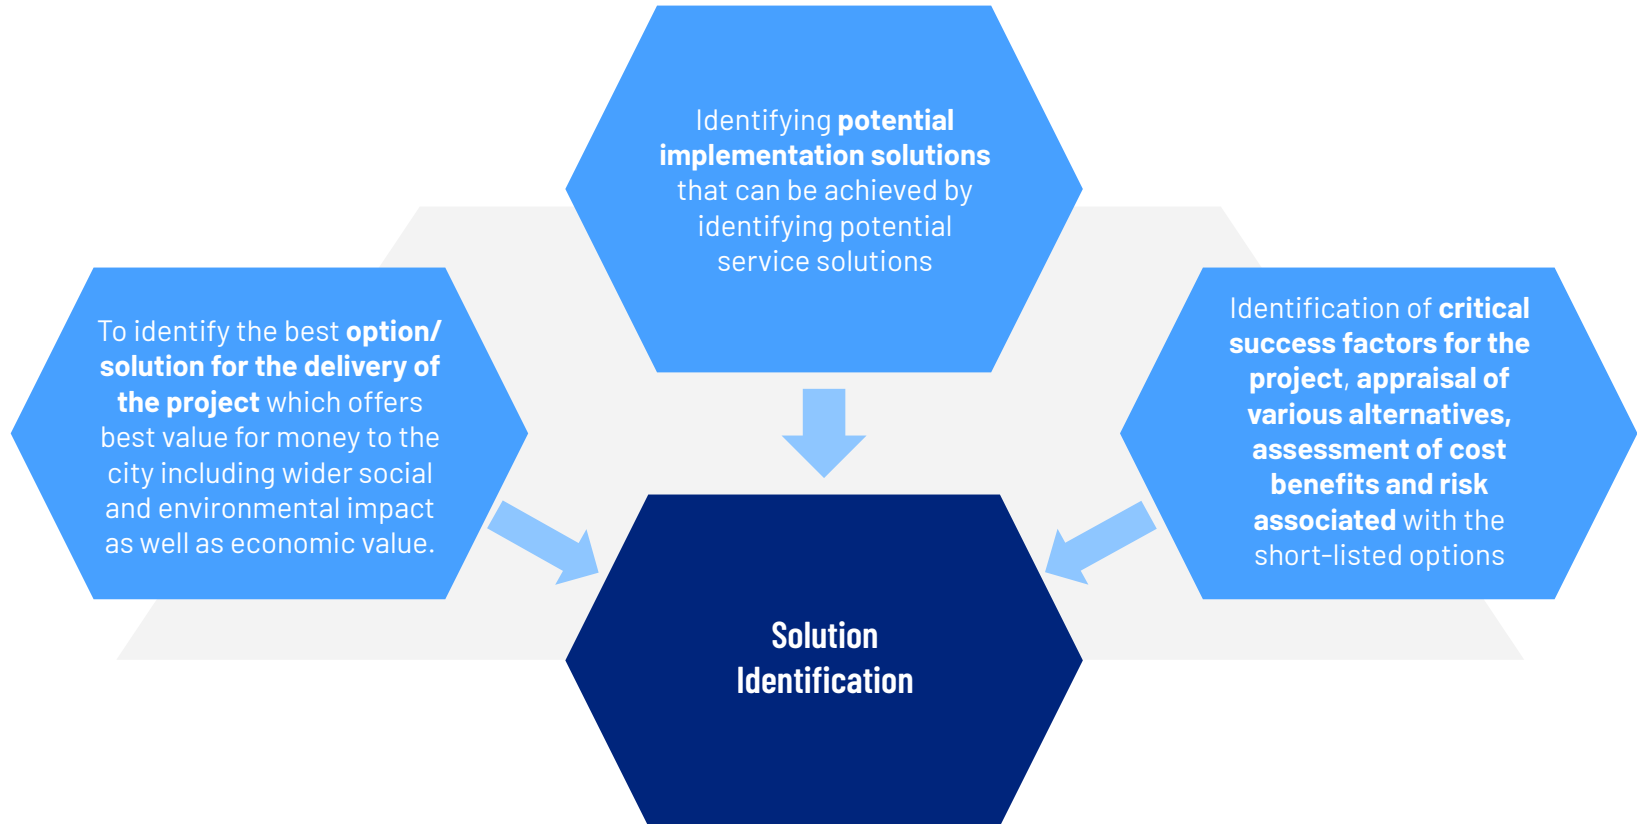 Identifying potential
implementation solutions
that can be achieved by
identifying potential
service solutions
To identify the best option/
solution for the delivery of
the project which offers
best value for money to the
city including wider social
and environmental impact
as well as economic value.
Identification of critical
success factors for the
project, appraisal of
various alternatives,
assessment of cost
benefits and risk
associated with the
short-listed options
Solution
Identification